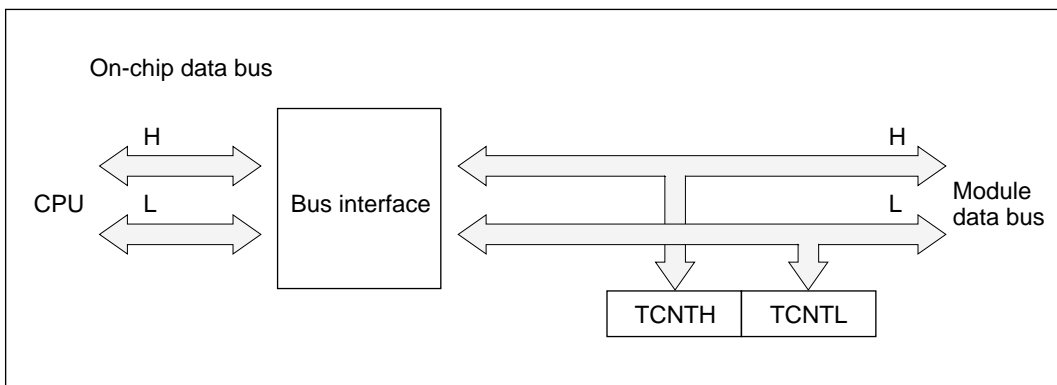 On-chip data bus
H
H
CPU
L
Bus interface
L
Module
data bus
TCNTH
TCNTL